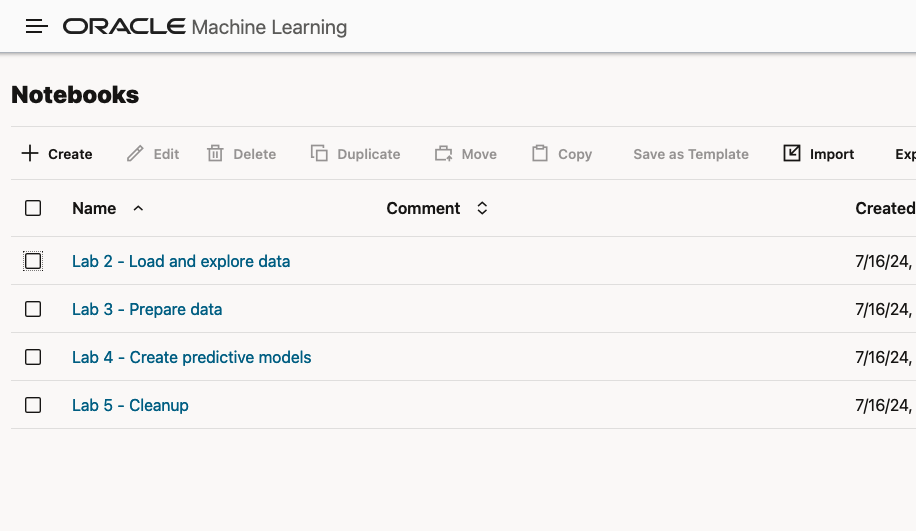 ORACLE Machine Learning
Notebooks
Create Edit Delete Duplicate Move Copy Save as Template Import Exp
Name Comment Created
Lab 2 - Load and explore data 7/16/24,
Lab 3 - Prepare data 7/16/24,
Lab 4 - Create predictive models 7/16/24,
Lab 5 - Cleanup 7/16/24,